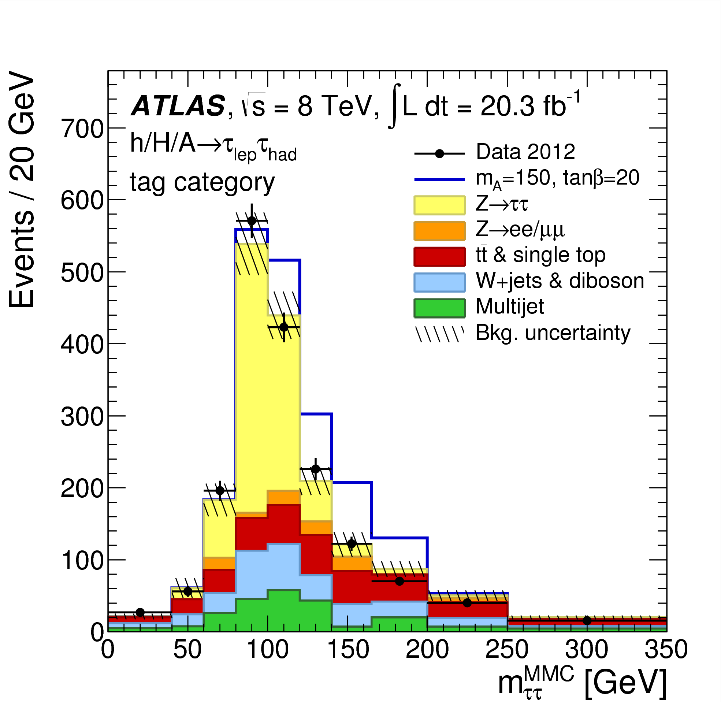 ATLAS, √s = 8 TeV, ∫L dt = 20.3 fb⁻¹
h/H/A→τlepτhad
tag category
Data 2012
mA=150, tanβ=20
Z→ττ
Z→ee/μμ
tt & single top
W+jets & diboson
Multijet
Bkg. uncertainty
Events / 20 GeV
700
600
500
400
300
200
100
0
0 50 100 150 200 250 300 350
mττMMC [GeV]